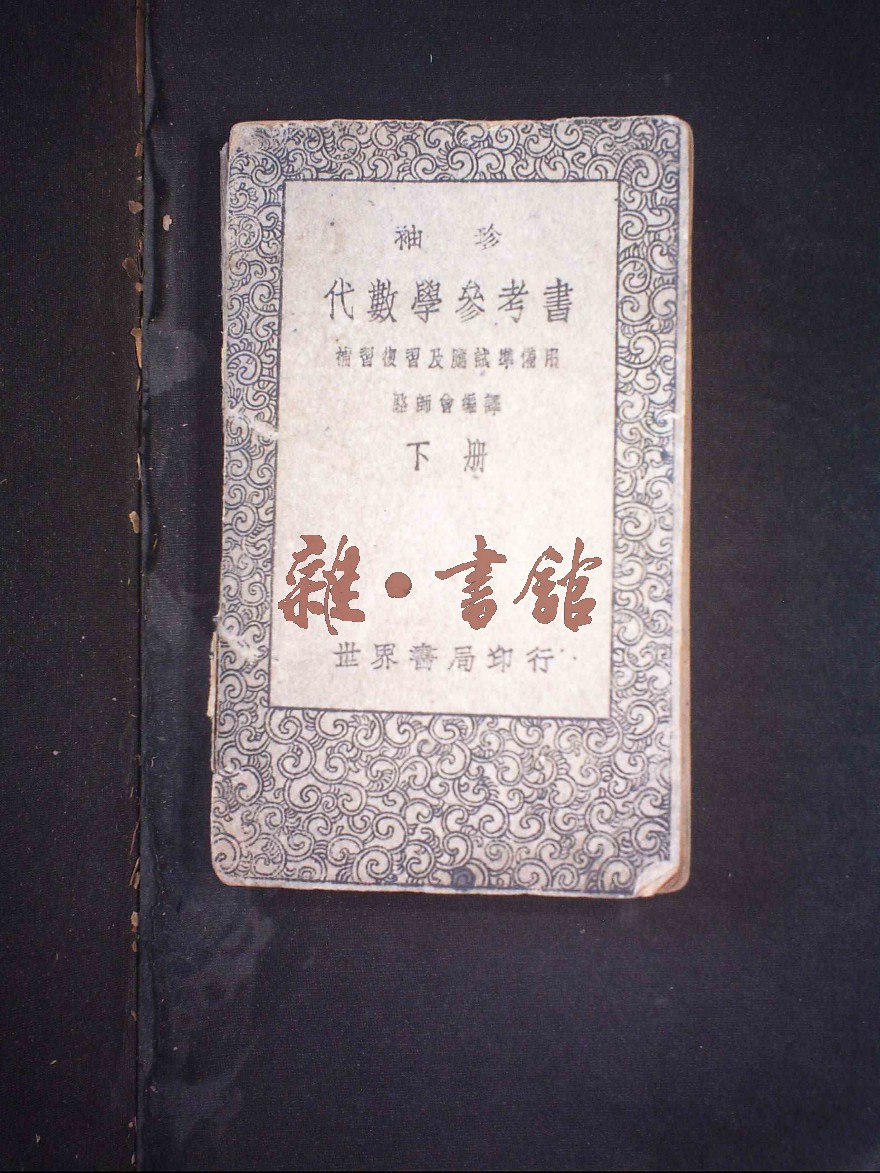 袖珍
代數學參考書
補習復習及應試準備用
駱師曾編譯
下册
雜·書館
世界書局印行